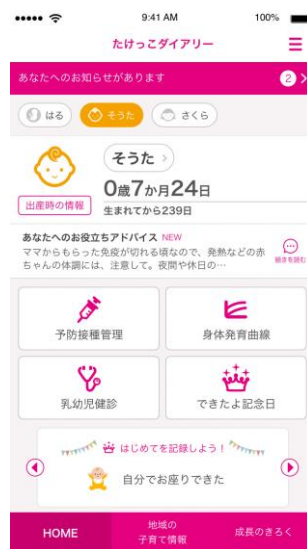 9:41 AM
100%
たけっこダイアリー
あなたへのお知らせがあります
2
はる
そうた
さくら
そうた
出産時の情報
0歳7か月24日
生まれてから239日
あなたへのお役立ちアドバイス NEW
ママからもらった免疫が切れる頃なので、発熱などの赤
ちゃんの体調には、注意して。夜間や休日の…
続きを読む
予防接種管理
身体発育曲線
乳幼児健診
できたよ記念日
はじめてを記録しよう！
自分でお座りできた
HOME
地域の
子育て情報
成長のきろく